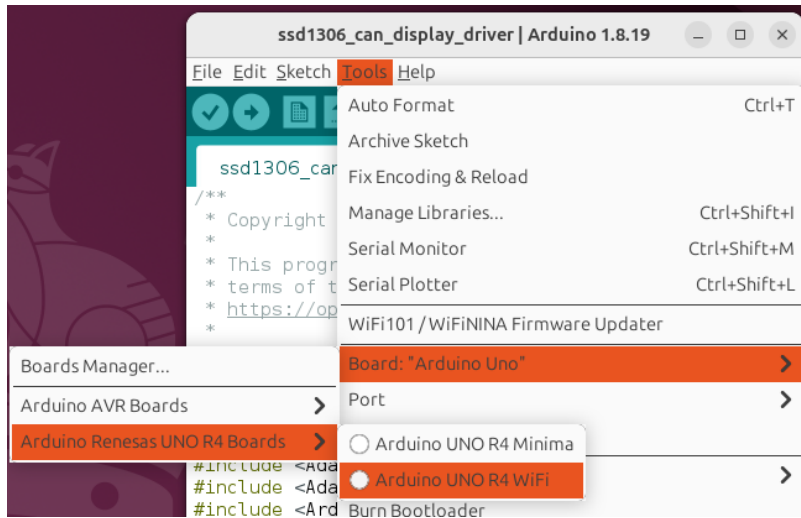 ssd1306_can_display_driver | Arduino 1.8.19
File Edit Sketch Tools Help
Auto Format Ctrl+T
Archive Sketch
ssd1306_can
Fix Encoding & Reload
/**
* Copyright
Manage Libraries... Ctrl+Shift+I
*
Serial Monitor Ctrl+Shift+M
* This progr
* terms of t
Serial Plotter Ctrl+Shift+L
* https://op
*
WiFi101 / WiFiNINA Firmware Updater
Boards Manager...
Board: "Arduino Uno"
Arduino AVR Boards
Port
Arduino Renesas UNO R4 Boards
Arduino UNO R4 Minima
Arduino UNO R4 WiFi
#include <Ada
#include <Ada
#include <Ard
Burn Bootloader